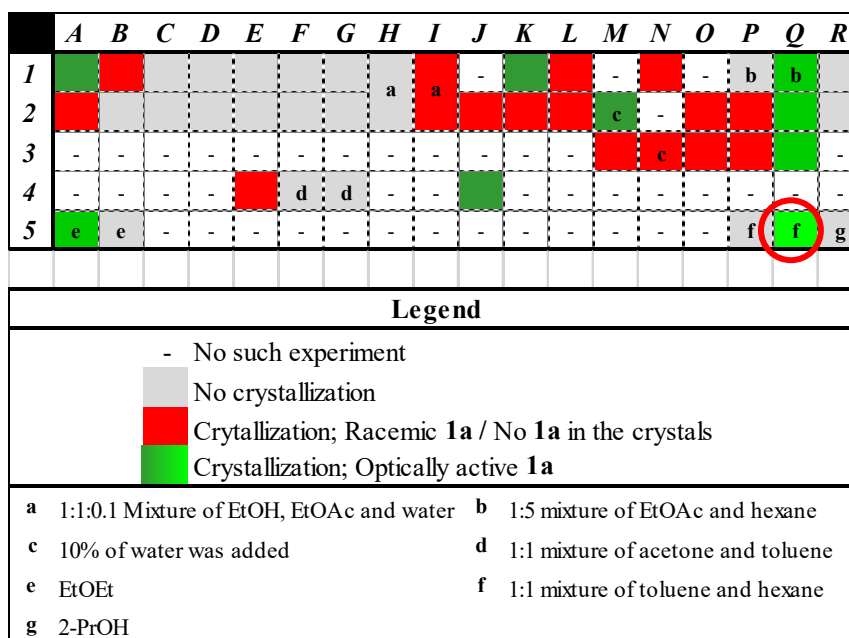 A B C D E F G H I J K L M N O P Q R
1 - - - b b
a a
2 c -
3 - - - - - - - - - - - - c -
4 - - - - d d - - - - - - - - - -
5 e e - - - - - - - - - - - - - f f g
Legend
- No such experiment
No crystallization
Crytallization; Racemic 1a / No 1a in the crystals
Crystallization; Optically active 1a
a 1:1:0.1 Mixture of EtOH, EtOAc and water b 1:5 mixture of EtOAc and hexane
c 10% of water was added d 1:1 mixture of acetone and toluene
e EtOEt f 1:1 mixture of toluene and hexane
g 2-PrOH